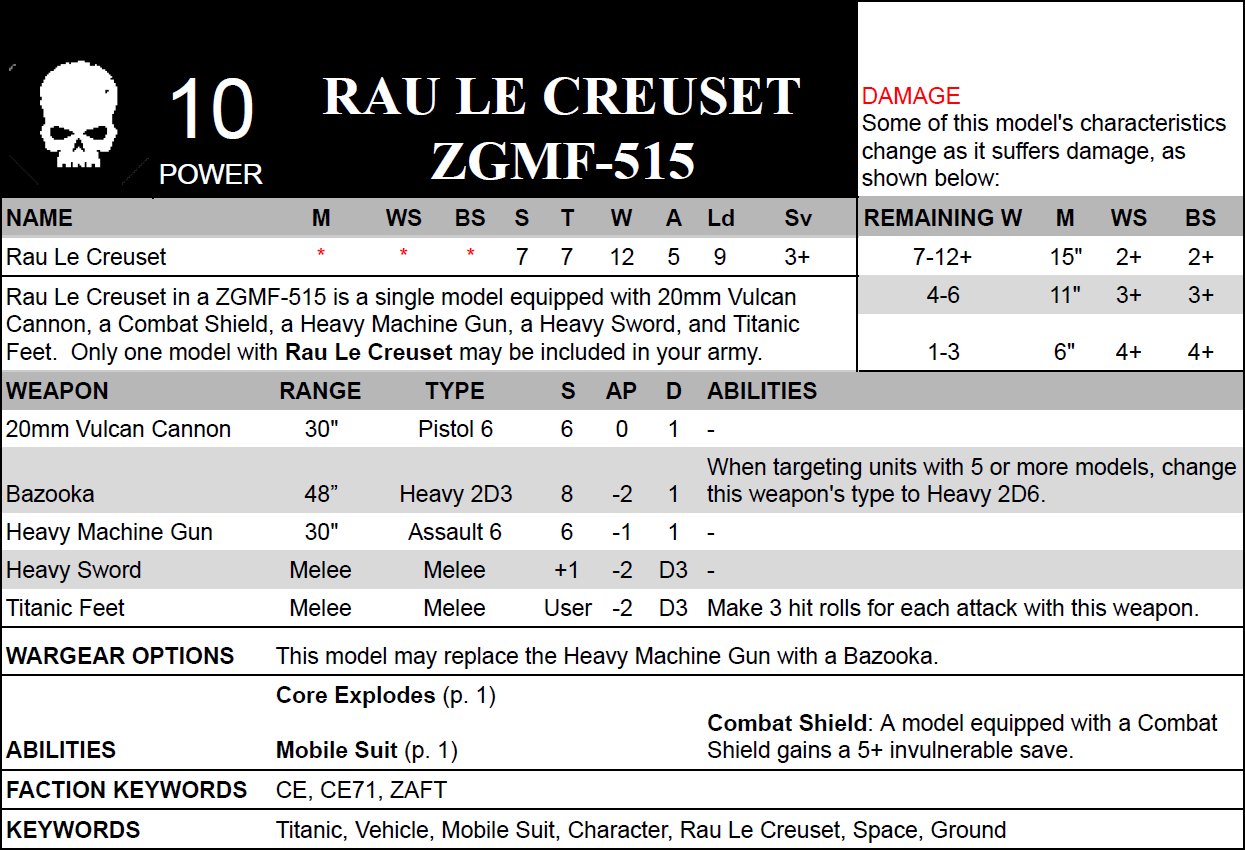 10
POWER
RAU LE CREUSET
ZGMF-515
DAMAGE
Some of this model's characteristics
change as it suffers damage, as
shown below:
NAME M WS BS S T W A Ld Sv
Rau Le Creuset * * * 7 7 12 5 9 3+
REMAINING W M WS BS
7-12+ 15" 2+ 2+
4-6 11" 3+ 3+
1-3 6" 4+ 4+
Rau Le Creuset in a ZGMF-515 is a single model equipped with 20mm Vulcan
Cannon, a Combat Shield, a Heavy Machine Gun, a Heavy Sword, and Titanic
Feet. Only one model with Rau Le Creuset may be included in your army.
WEAPON RANGE TYPE S AP D ABILITIES
20mm Vulcan Cannon 30" Pistol 6 6 0 1 -
When targeting units with 5 or more models, change
Bazooka 48” Heavy 2D3 8 -2 1 this weapon's type to Heavy 2D6.
Heavy Machine Gun 30" Assault 6 6 -1 1 -
Heavy Sword Melee Melee +1 -2 D3 -
Titanic Feet Melee Melee User -2 D3 Make 3 hit rolls for each attack with this weapon.
WARGEAR OPTIONS This model may replace the Heavy Machine Gun with a Bazooka.
ABILITIES
Core Explodes (p. 1)
Mobile Suit (p. 1)
Combat Shield: A model equipped with a Combat
Shield gains a 5+ invulnerable save.
FACTION KEYWORDS CE, CE71, ZAFT
KEYWORDS Titanic, Vehicle, Mobile Suit, Character, Rau Le Creuset, Space, Ground